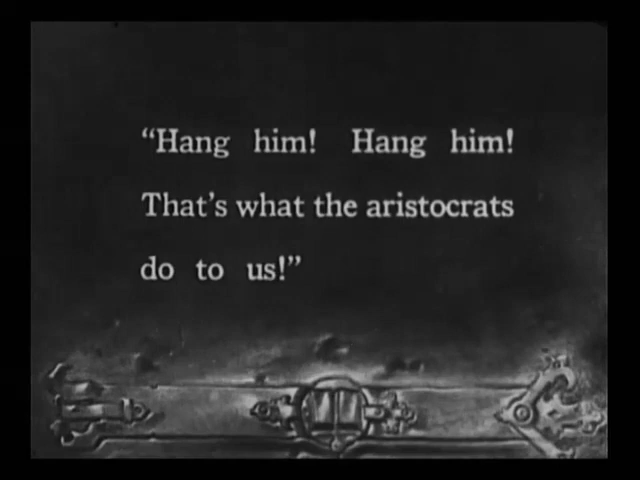 “Hang him! Hang him!
That’s what the aristocrats
do to us!”